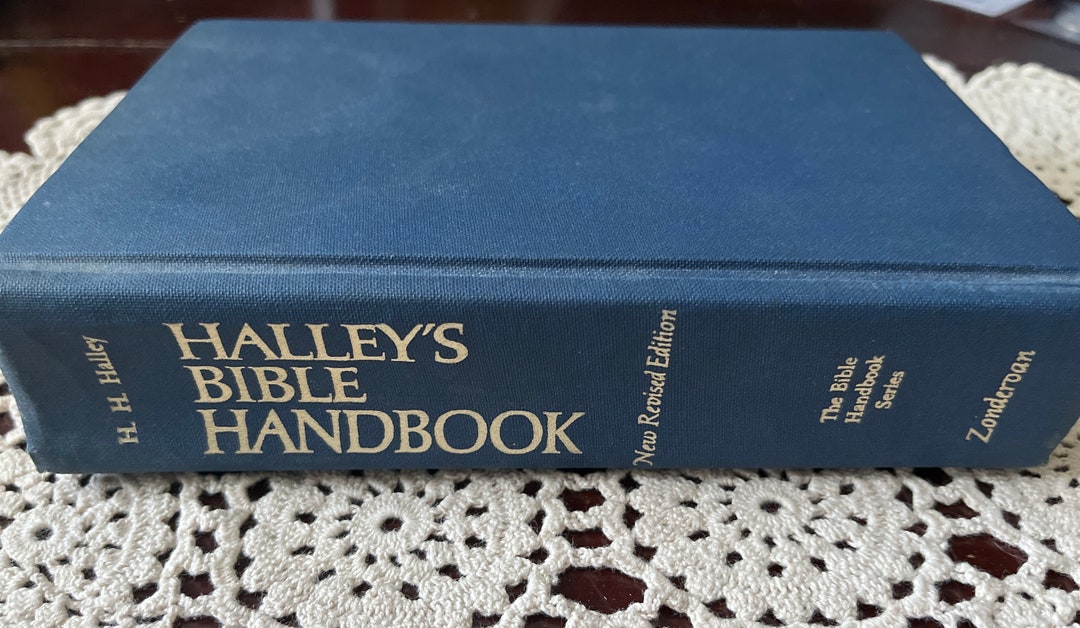 H. H. Halley
HALLEY'S
BIBLE
HANDBOOK
New Revised Edition
The Bible
Handbook
Series
Zondervan